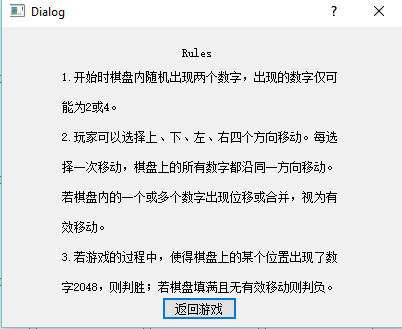 Dialog
Rules
1.开始时棋盘内随机出现两个数字，出现的数字仅可
能为2或4。
2.玩家可以选择上、下、左、右四个方向移动。每选
择一次移动，棋盘上的所有数字都沿同一方向移动。
若棋盘内的一个或多个数字出现位移或合并，视为有
效移动。
3.若游戏的过程中，使得棋盘上的某个位置出现了数
字2048，则判胜；若棋盘填满且无有效移动则判负。
返回游戏